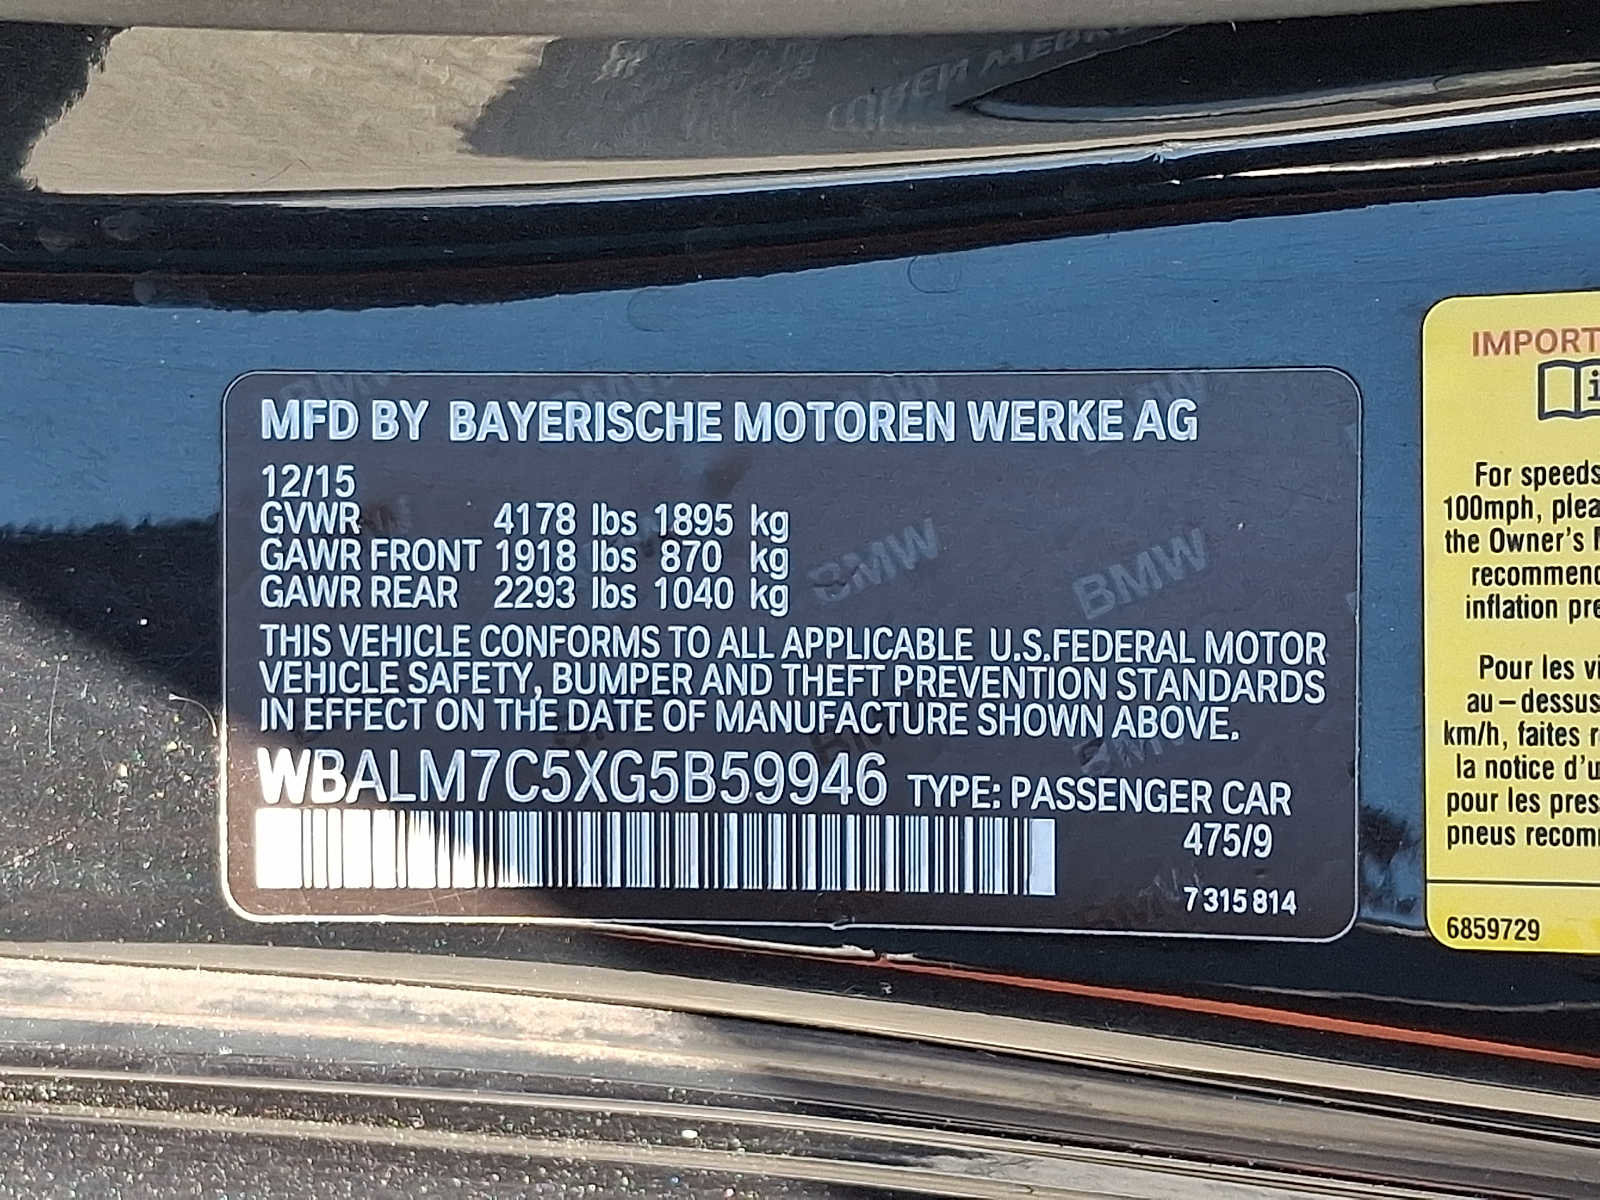 MFD BY BAYERISCHE MOTOREN WERKE AG
12/15
GVWR 4178 lbs 1895 kg
GAWR FRONT 1918 lbs 870 kg
GAWR REAR 2293 lbs 1040 kg
THIS VEHICLE CONFORMS TO ALL APPLICABLE U.S.FEDERAL MOTOR
VEHICLE SAFETY, BUMPER AND THEFT PREVENTION STANDARDS
IN EFFECT ON THE DATE OF MANUFACTURE SHOWN ABOVE.
WBALM7C5XG5B59946 TYPE: PASSENGER CAR
475/9
7 315 814
BMW
BMW
IMPORT
For speeds
100mph, plea
the Owner's
recommend
inflation pre
Pour les vi
au-dessus
km/h, faites r
la notice d'u
pour les pres
pneus recom
6859729